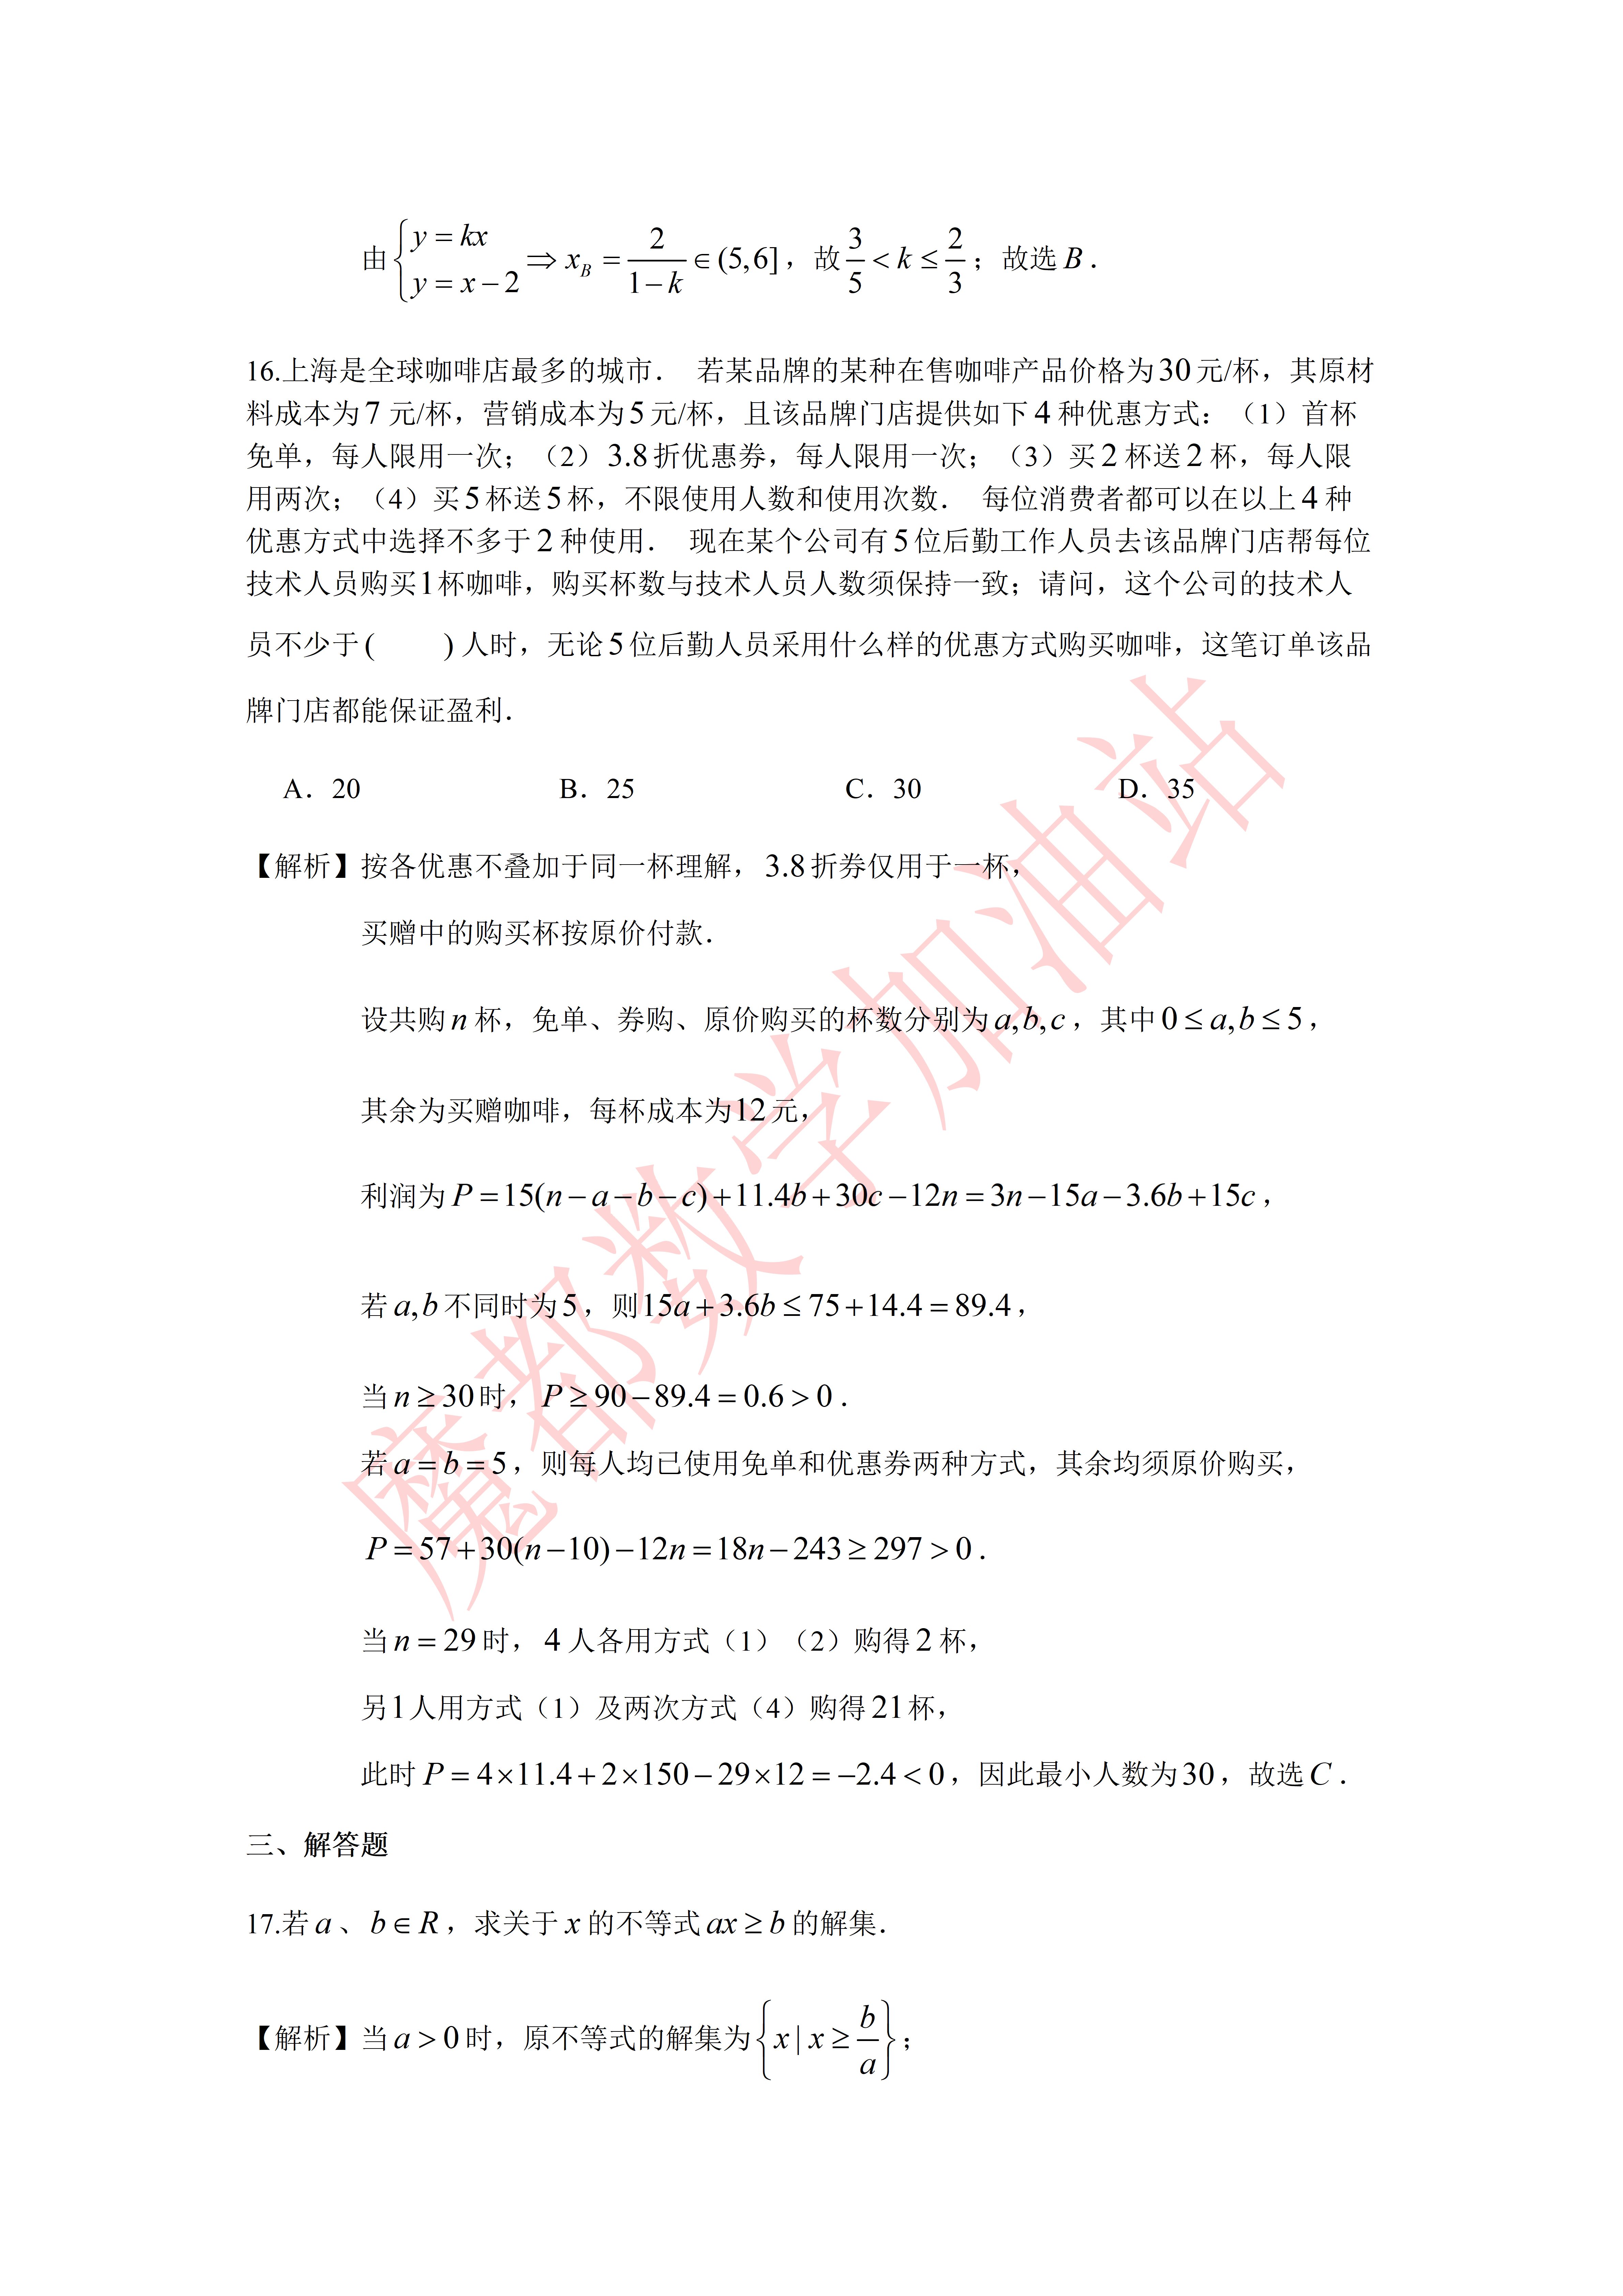 由{y = kx, y = x − 2 ⇒ x_B = 2/(1 − k) ∈ (5,6]，故 3/5 < k ≤ 2/3；故选 B．
16.上海是全球咖啡店最多的城市． 若某品牌的某种在售咖啡产品价格为30元/杯，其原材
料成本为7 元/杯，营销成本为5元/杯，且该品牌门店提供如下4 种优惠方式：（1）首杯
免单，每人限用一次；（2）3.8折优惠券，每人限用一次；（3）买2 杯送2 杯，每人限
用两次；（4）买5杯送5杯，不限使用人数和使用次数． 每位消费者都可以在以上4 种
优惠方式中选择不多于2 种使用． 现在某个公司有5位后勤工作人员去该品牌门店帮每位
技术人员购买1杯咖啡，购买杯数与技术人员人数须保持一致；请问，这个公司的技术人
员不少于(　　)人时，无论5位后勤人员采用什么样的优惠方式购买咖啡，这笔订单该品
牌门店都能保证盈利．
A．20 B．25 C．30 D．35
【解析】按各优惠不叠加于同一杯理解，3.8折券仅用于一杯，
买赠中的购买杯按原价付款．
设共购n 杯，免单、券购、原价购买的杯数分别为a,b,c，其中0 ≤ a,b ≤ 5，
其余为买赠咖啡，每杯成本为12元，
利润为 P = 15(n − a − b − c) + 11.4b + 30c − 12n = 3n − 15a − 3.6b + 15c，
若a,b不同时为5，则15a + 3.6b ≤ 75 + 14.4 = 89.4，
当n ≥ 30时，P ≥ 90 − 89.4 = 0.6 > 0．
若a = b = 5，则每人均已使用免单和优惠券两种方式，其余均须原价购买，
P = 57 + 30(n − 10) − 12n = 18n − 243 ≥ 297 > 0．
当n = 29时，4 人各用方式（1）（2）购得2 杯，
另1人用方式（1）及两次方式（4）购得21杯，
此时 P = 4×11.4 + 2×150 − 29×12 = −2.4 < 0，因此最小人数为30，故选C．
三、解答题
17.若a 、b ∈ R，求关于 x 的不等式ax ≥ b 的解集．
【解析】当a > 0时，原不等式的解集为{x | x ≥ b/a}；
魔都数学加油站